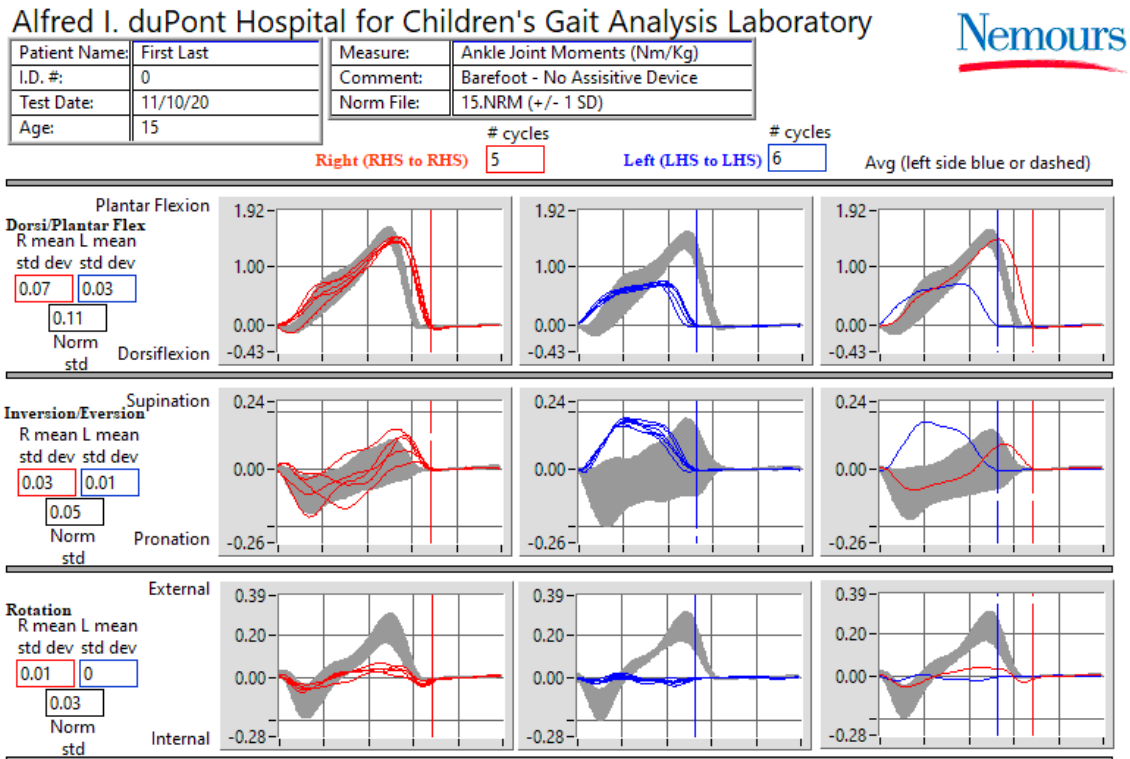 Alfred I. duPont Hospital for Children's Gait Analysis Laboratory
Nemours
Patient Name: First Last
I.D. #: 0
Test Date: 11/10/20
Age: 15
Measure: Ankle Joint Moments (Nm/Kg)
Comment: Barefoot - No Assisitive Device
Norm File: 15.NRM (+/- 1 SD)
# cycles # cycles
Right (RHS to RHS) 5 Left (LHS to LHS) 6 Avg (left side blue or dashed)
Plantar Flexion
Dorsi/Plantar Flex
R mean L mean
std dev std dev
0.07 0.03
0.11
Norm
std
Dorsiflexion
1.92
1.00
0.00
-0.43
1.92
1.00
0.00
-0.43
1.92
1.00
0.00
-0.43
Supination
Inversion/Eversion
R mean L mean
std dev std dev
0.03 0.01
0.05
Norm
std
Pronation
0.24
0.00
-0.26
0.24
0.00
-0.26
0.24
0.00
-0.26
External
Rotation
R mean L mean
std dev std dev
0.01 0
0.03
Norm
std
Internal
0.39
0.20
0.00
-0.28
0.39
0.20
0.00
-0.28
0.39
0.20
0.00
-0.28